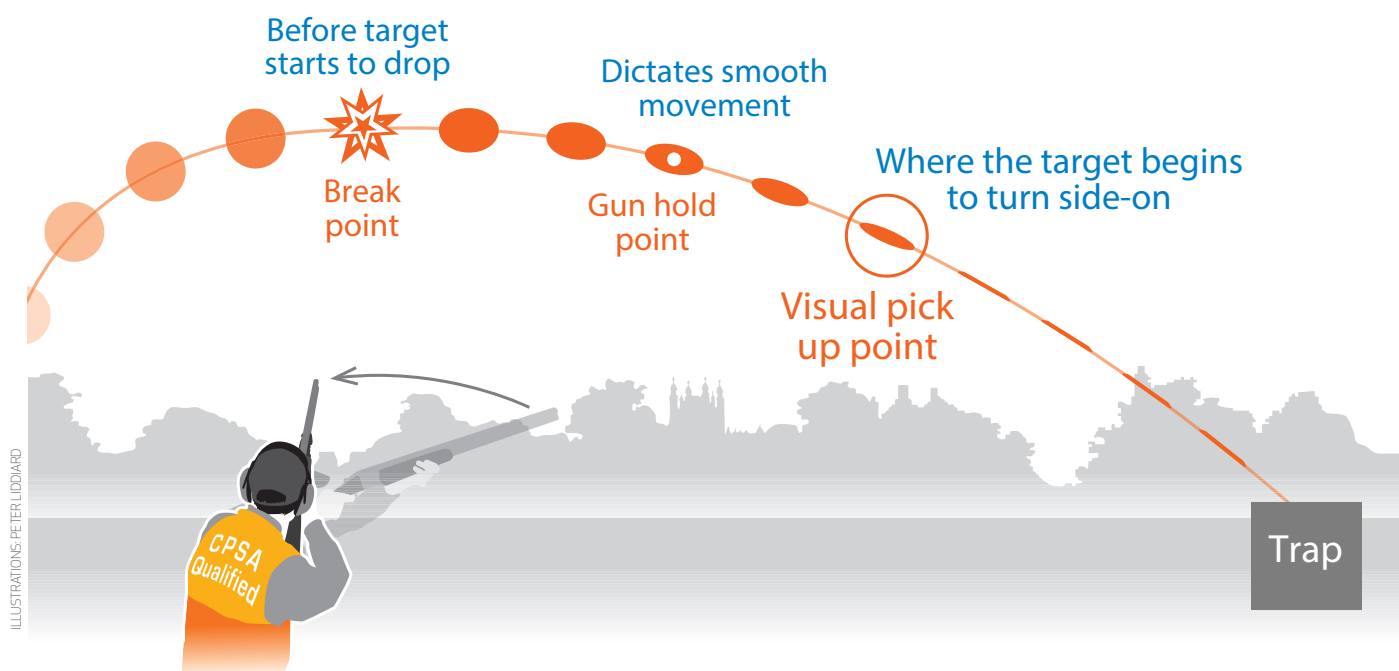 Before target
starts to drop
Dictates smooth
movement
Where the target begins
to turn side-on
Break
point
Gun hold
point
Visual pick
up point
Trap
CPSA
Qualified
ILLUSTRATIONS: PETER LIDDIARD